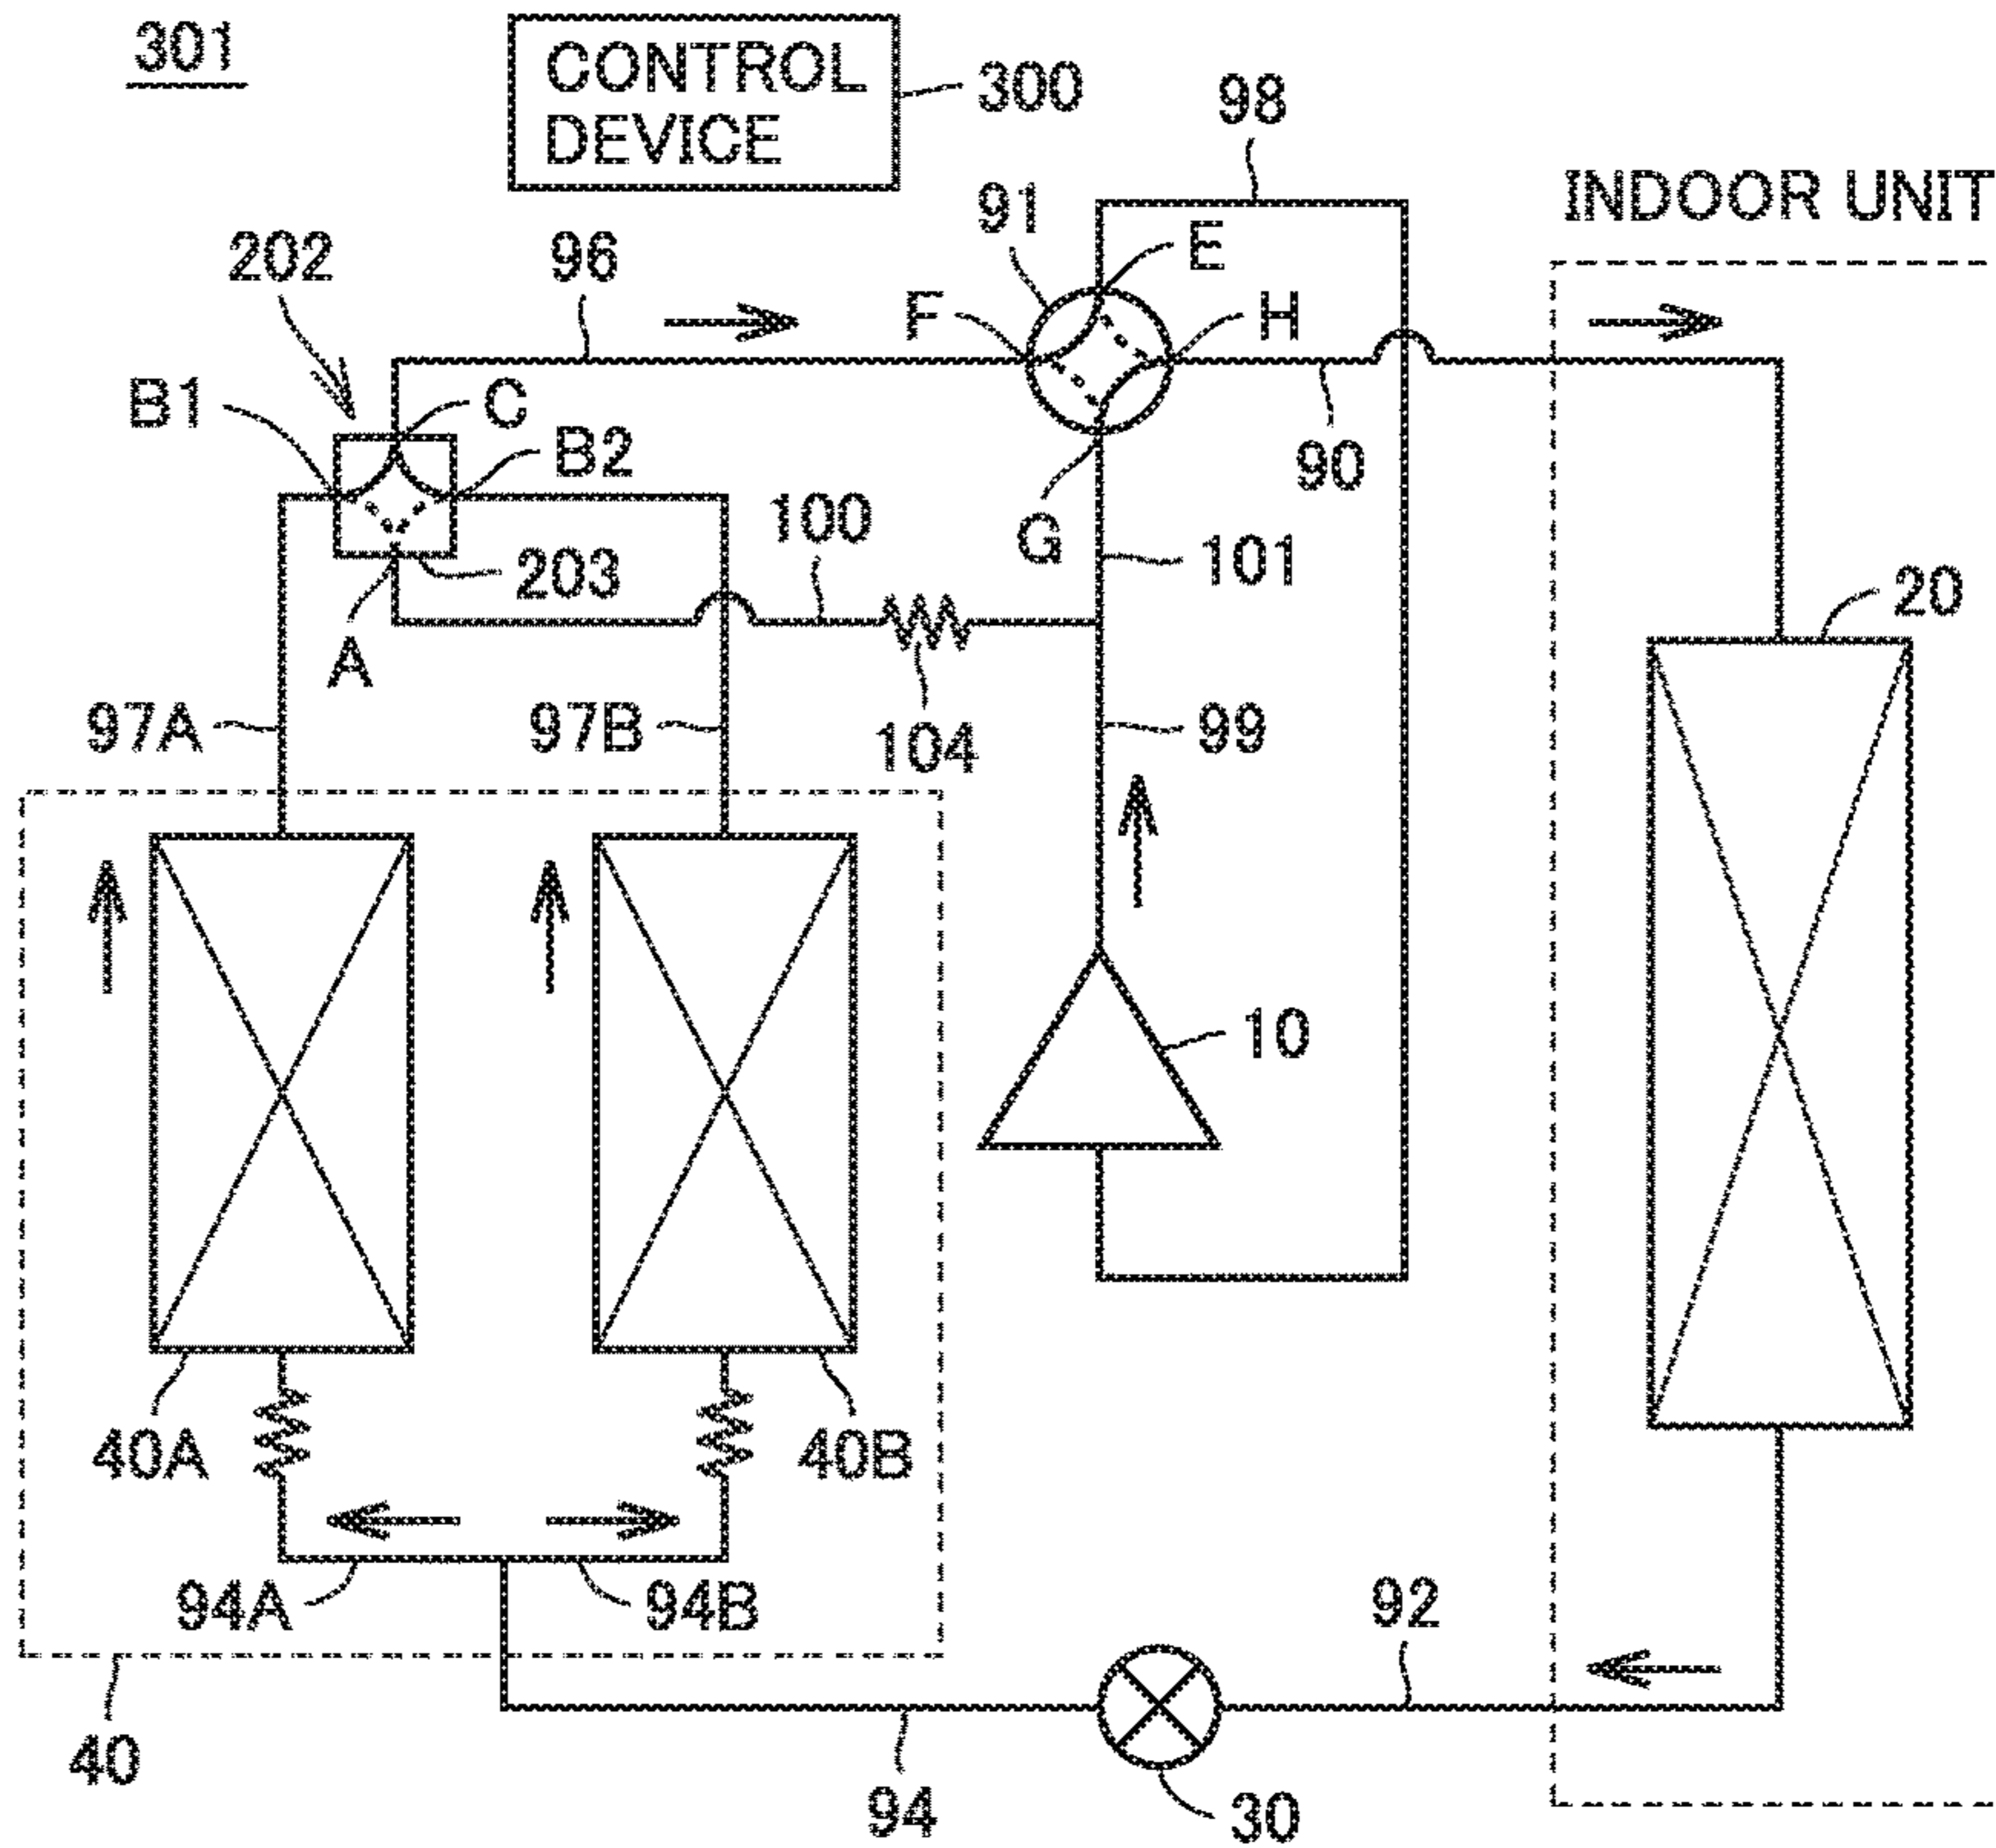 301
CONTROL
DEVICE
300
98
91
INDOOR UNIT
202
96
E
F
H
B1
C
B2
90
100
G
101
203
20
A
97A
97B
104
99
10
40A
40B
94A
94B
92
40
94
30